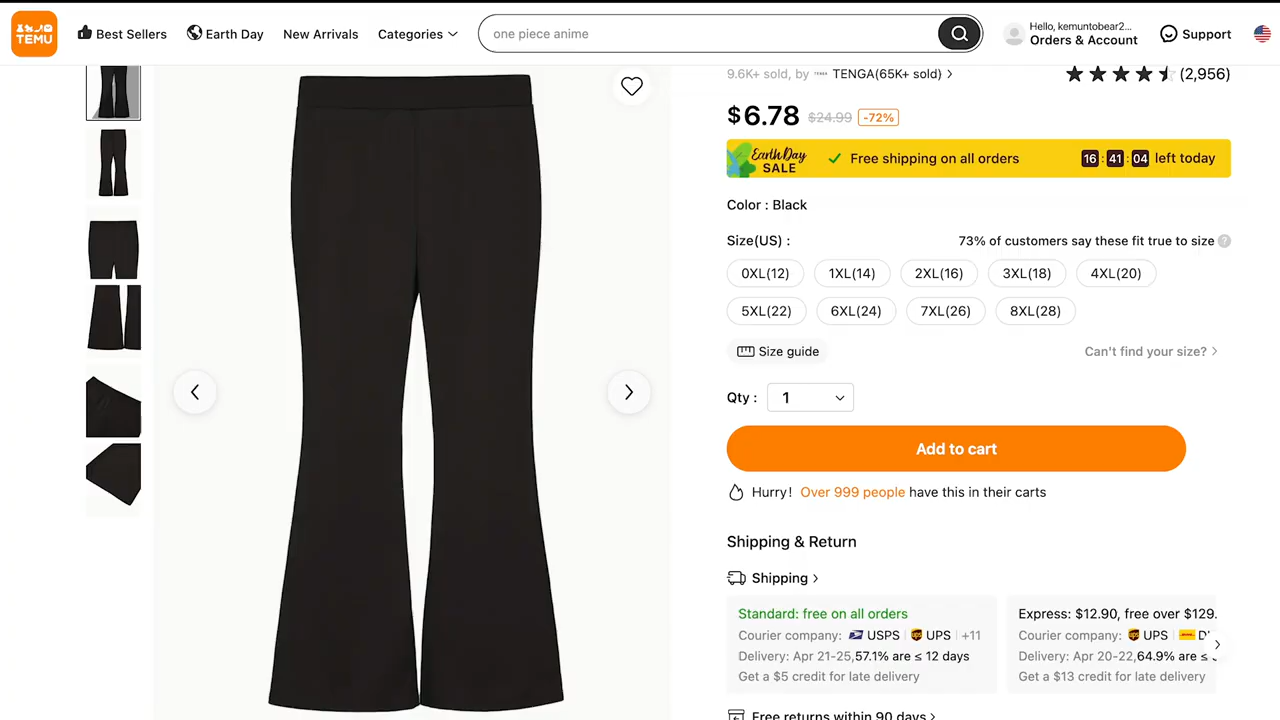 TEMU
Best Sellers
Earth Day
New Arrivals
Categories
one piece anime
Hello, kemuntobear2...
Orders & Account
Support
9.6K+ sold, by TENGA(65K+ sold) >
(2,956)
$6.78 $24.99 -72%
Earth Day
SALE
Free shipping on all orders
16 : 41 : 04 left today
Color : Black
Size(US) :
73% of customers say these fit true to size ?
0XL(12) 1XL(14) 2XL(16) 3XL(18) 4XL(20)
5XL(22) 6XL(24) 7XL(26) 8XL(28)
Size guide
Can't find your size? >
Qty : 1
Add to cart
Hurry! Over 999 people have this in their carts
Shipping & Return
Shipping >
Standard: free on all orders
Courier company: USPS | UPS | +11
Delivery: Apr 21-25,57.1% are ≤ 12 days
Get a $5 credit for late delivery
Express: $12.90, free over $129.
Courier company: UPS | D
Delivery: Apr 20-22,64.9% are ≤
Get a $13 credit for late delivery
Free returns within 90 days >